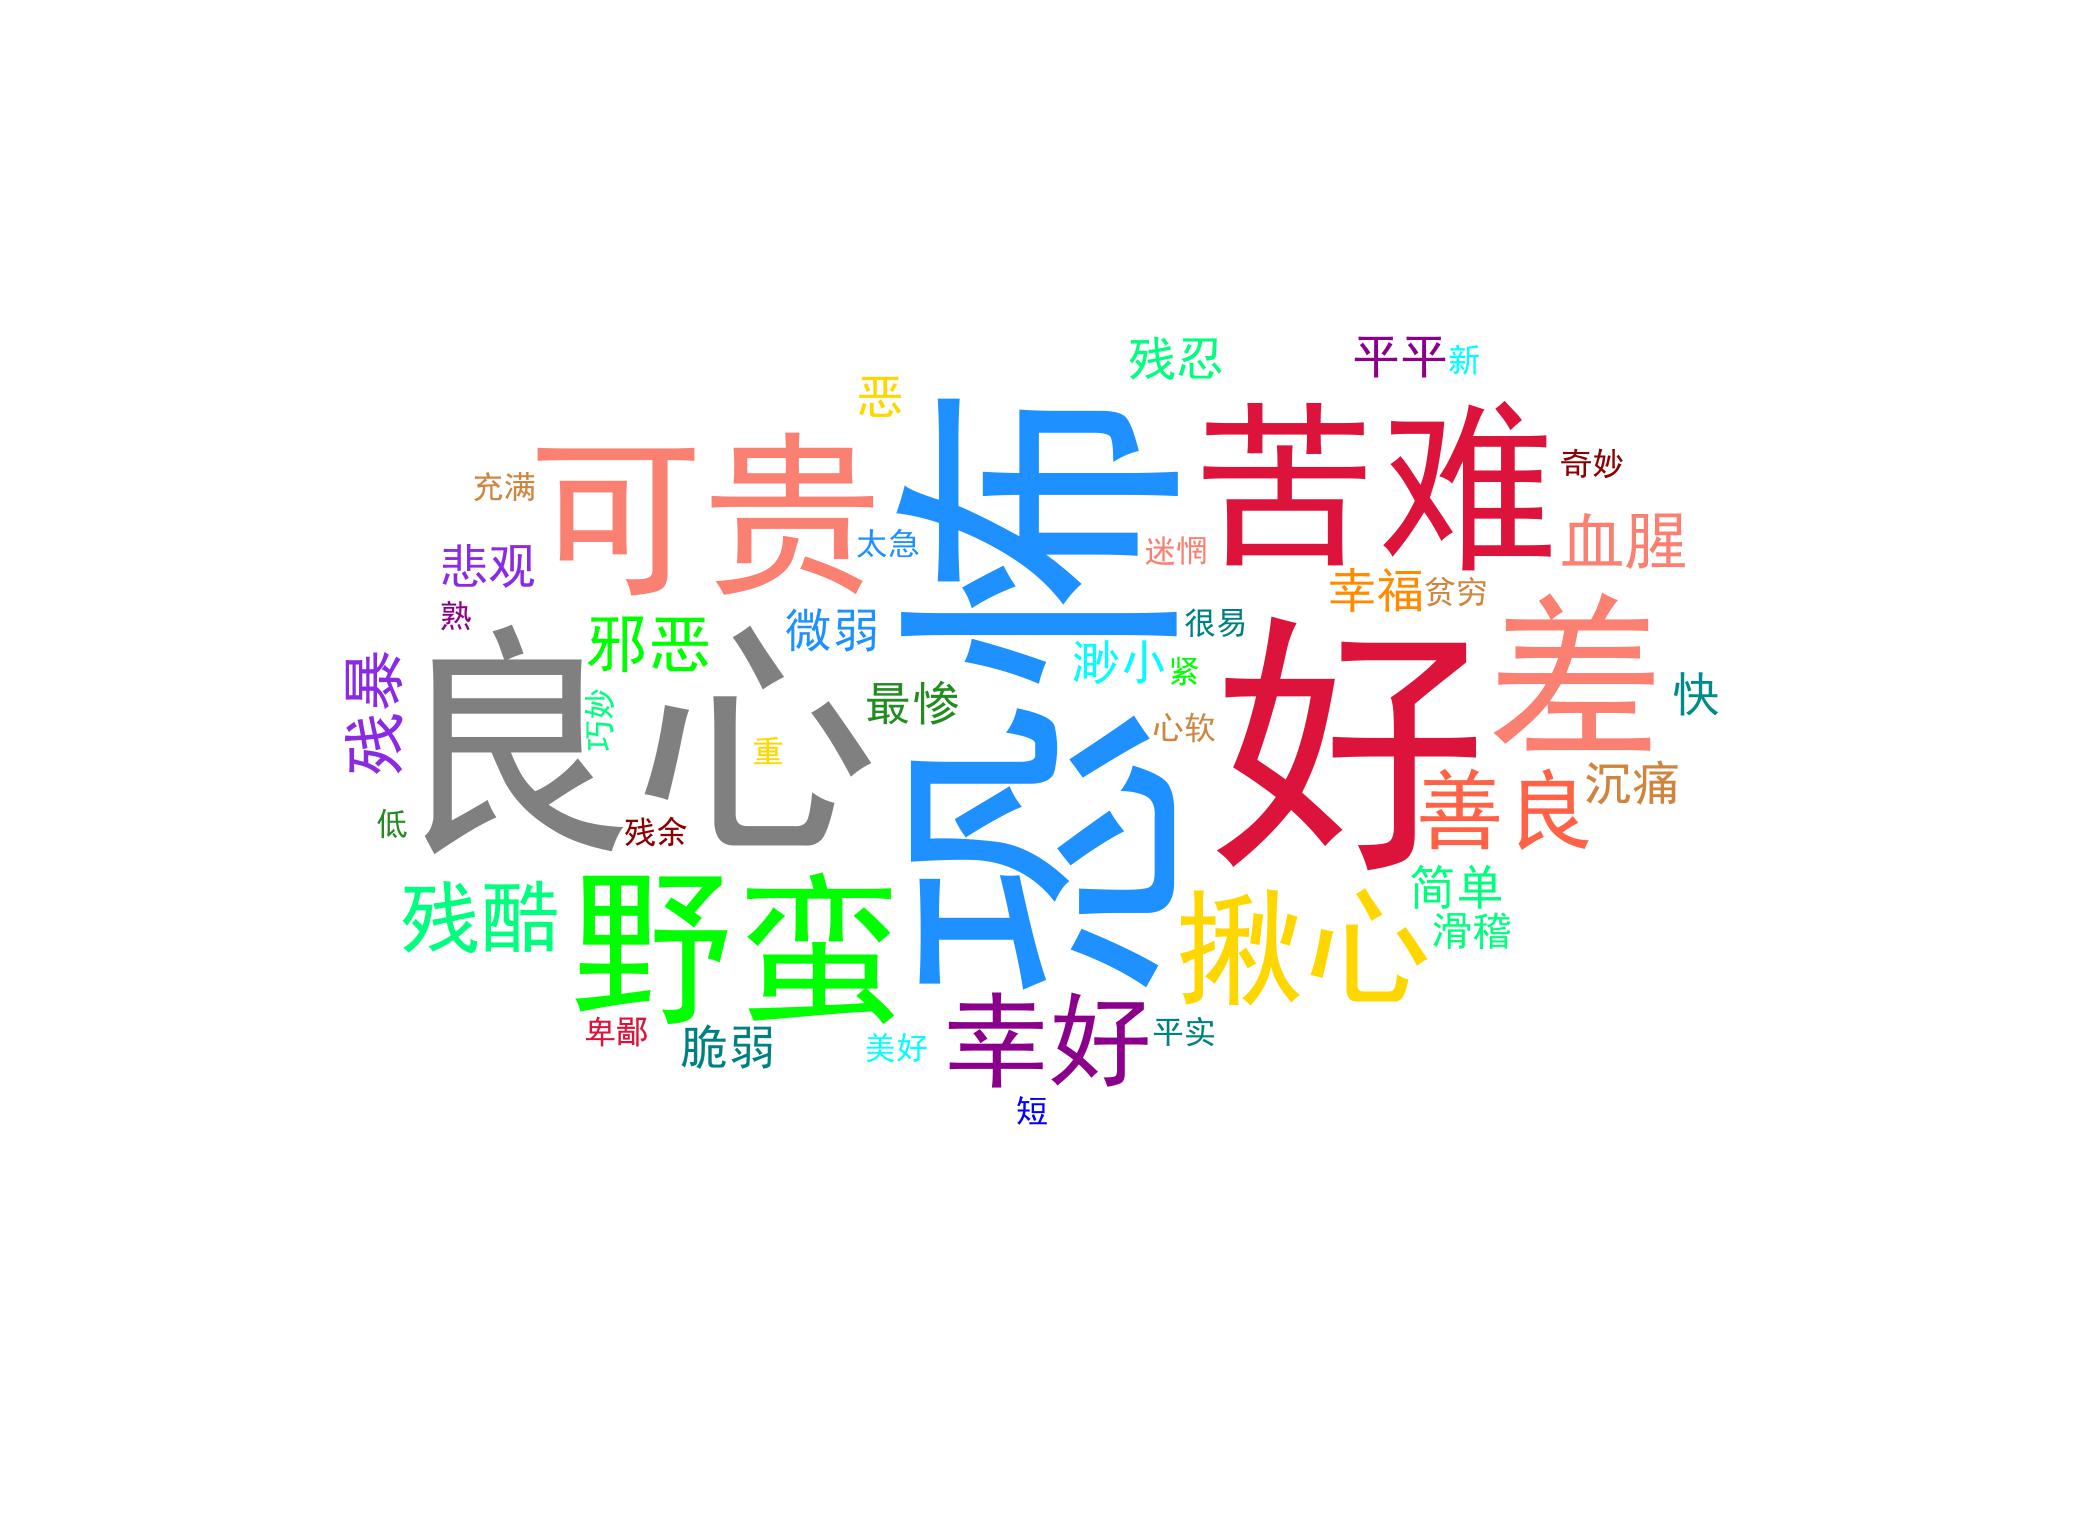 残忍
平平
新
恶
恐怖
苦难
可贵
奇妙
充满
血腥
太急
迷惘
悲观
幸福
贫穷
熟
微弱
很易
邪恶
渺小
紧
好
差
快
良心
残暴
巧妙
最惨
心软
重
沉痛
善良
低
残余
简单
滑稽
残酷
野蛮
揪心
卑鄙
脆弱
美好
幸好
平实
短